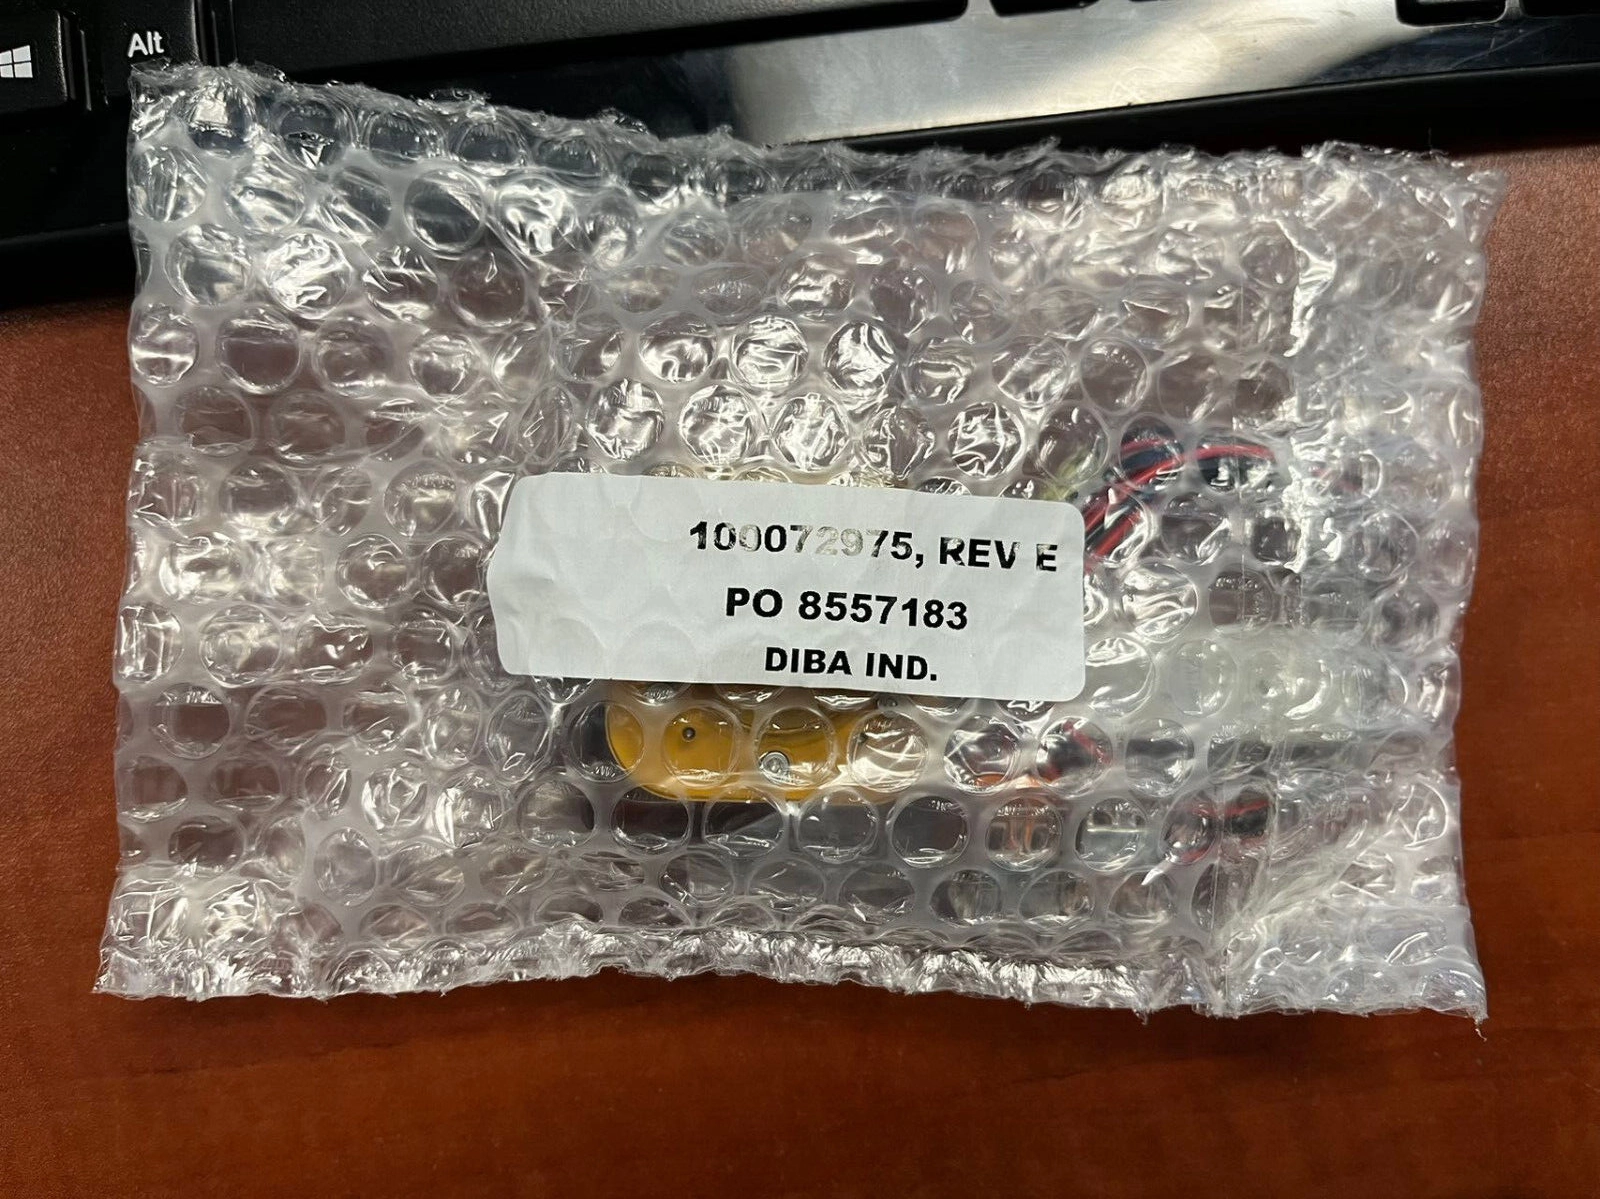 Alt
100072975, REV E
PO 8557183
DIBA IND.